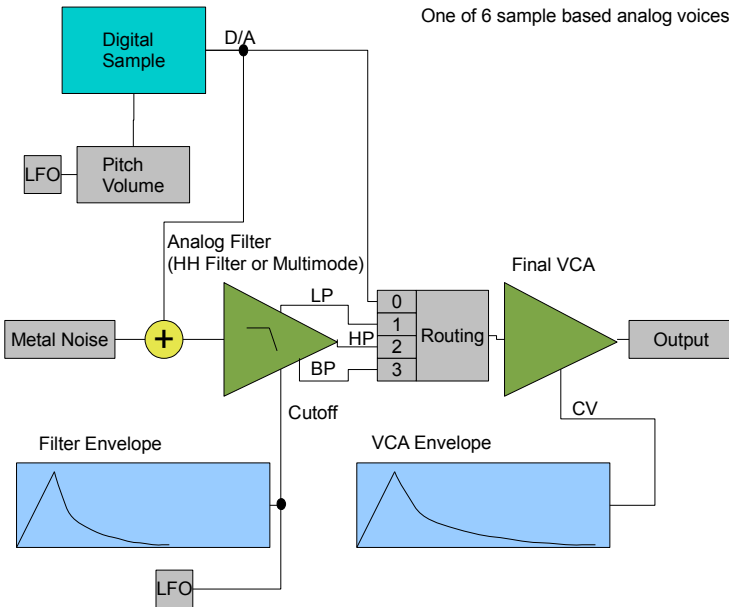 One of 6 sample based analog voices
Digital
Sample
D/A
LFO
Pitch
Volume
Analog Filter
(HH Filter or Multimode)
Final VCA
LP
0
1
Metal Noise
+
HP
2
Routing
Output
BP
3
Cutoff
CV
Filter Envelope
VCA Envelope
LFO